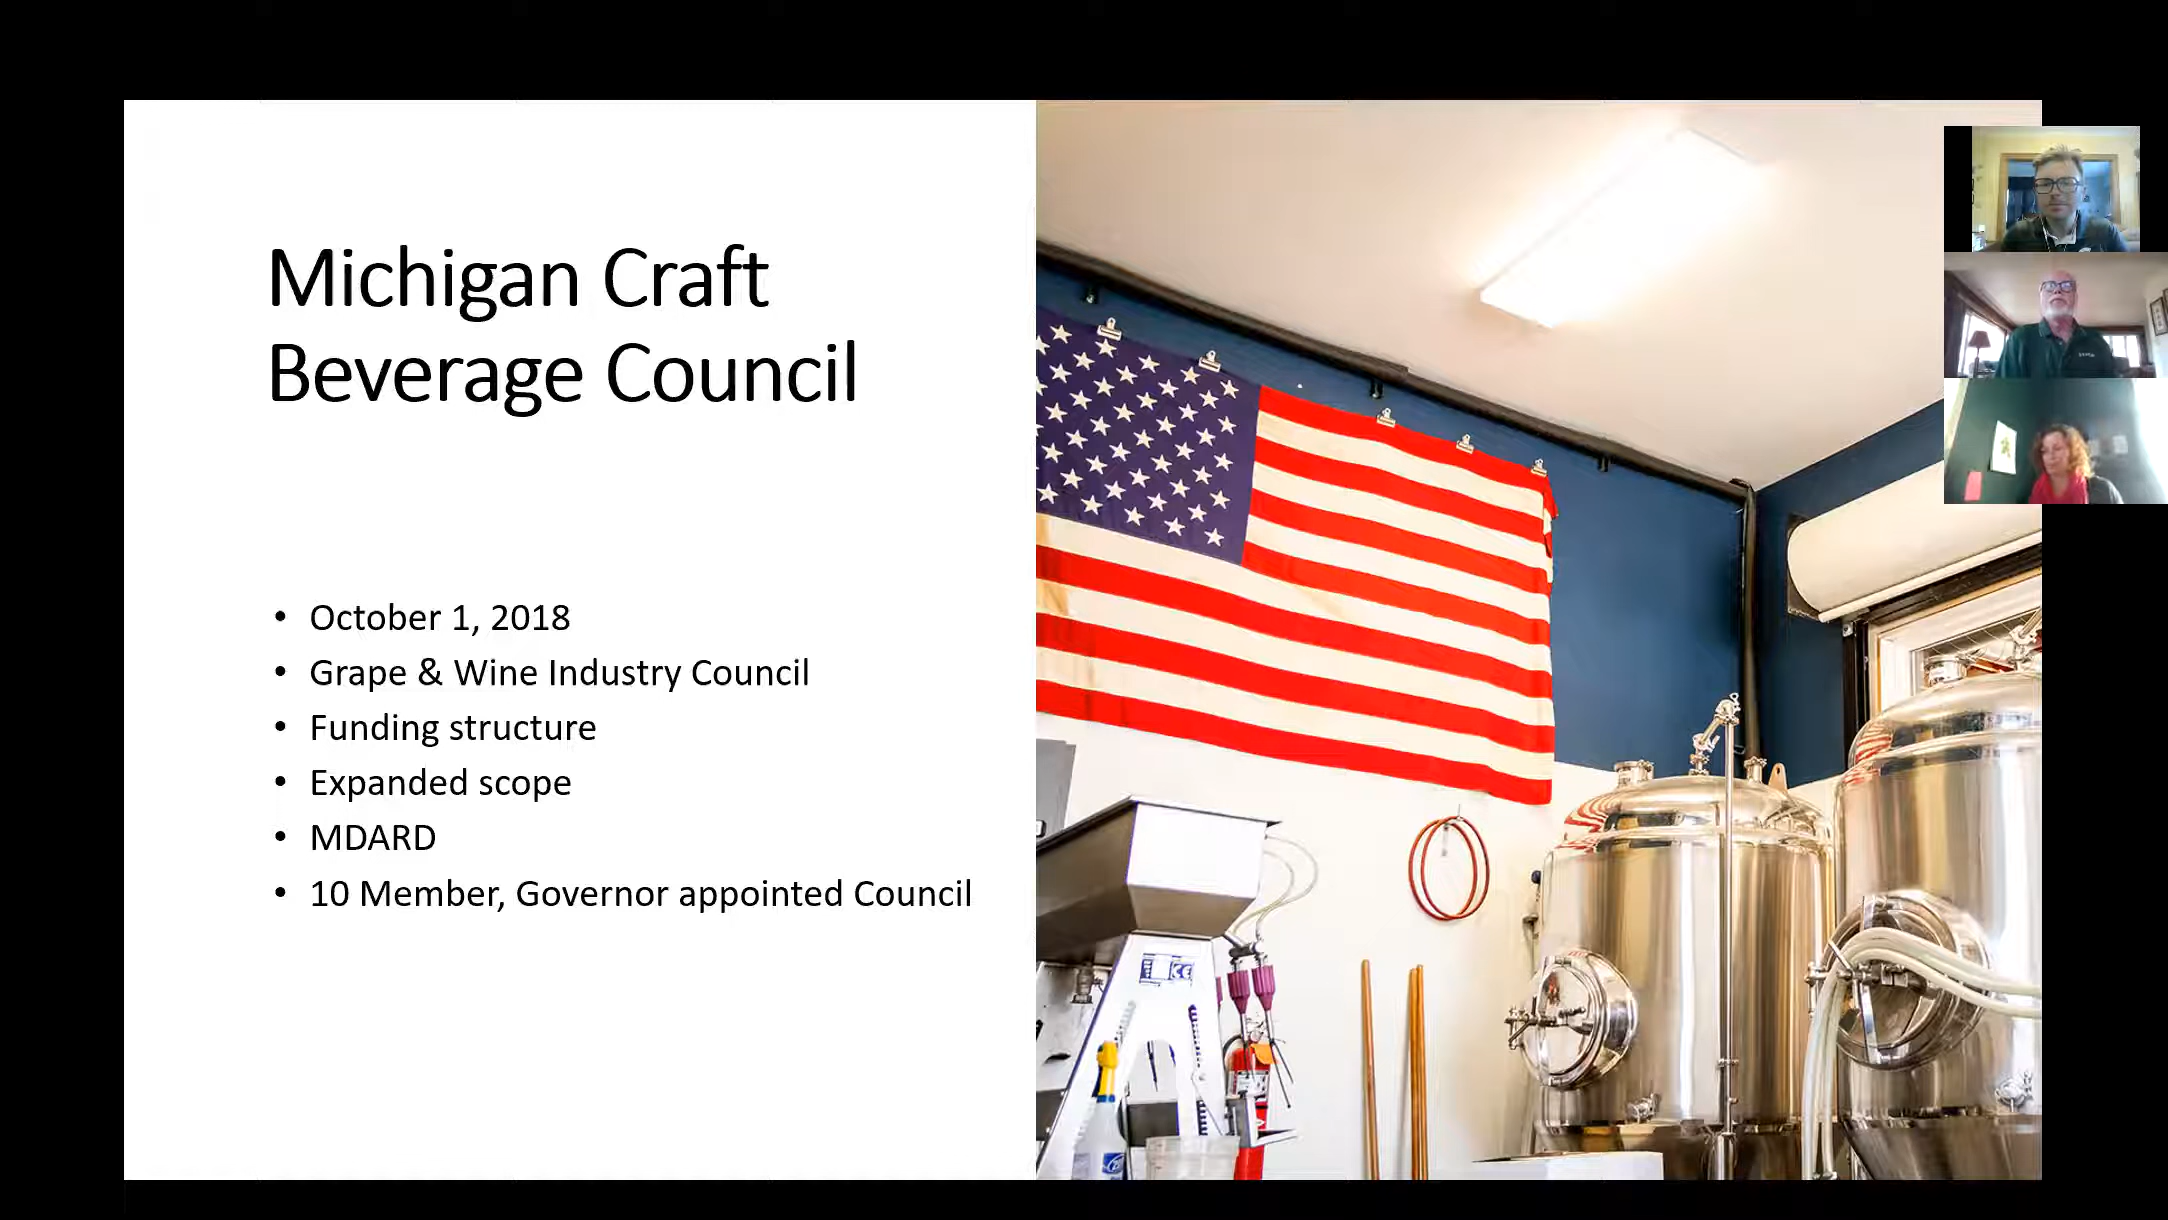 Michigan Craft
Beverage Council
• October 1, 2018
• Grape & Wine Industry Council
• Funding structure
• Expanded scope
• MDARD
• 10 Member, Governor appointed Council
CE